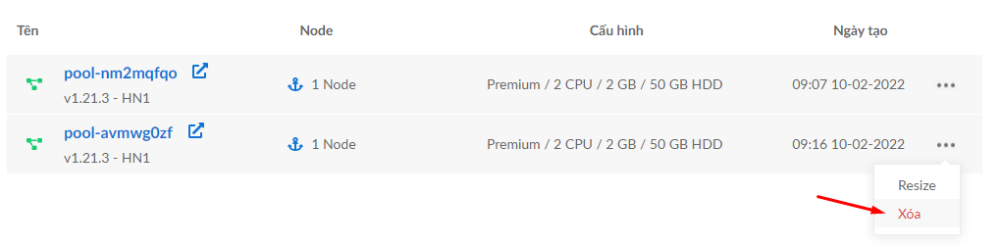 Tên Node Cấu hình Ngày tạo
pool-nm2mqfqo 1 Node Premium / 2 CPU / 2 GB / 50 GB HDD 09:07 10-02-2022
v1.21.3 - HN1
pool-avmwg0zf 1 Node Premium / 2 CPU / 2 GB / 50 GB HDD 09:16 10-02-2022
v1.21.3 - HN1
Resize
Xóa